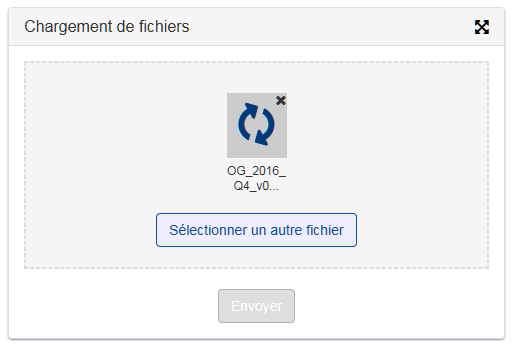 Chargement de fichiers
OG_2016_
Q4_v0...
Sélectionner un autre fichier
Envoyer